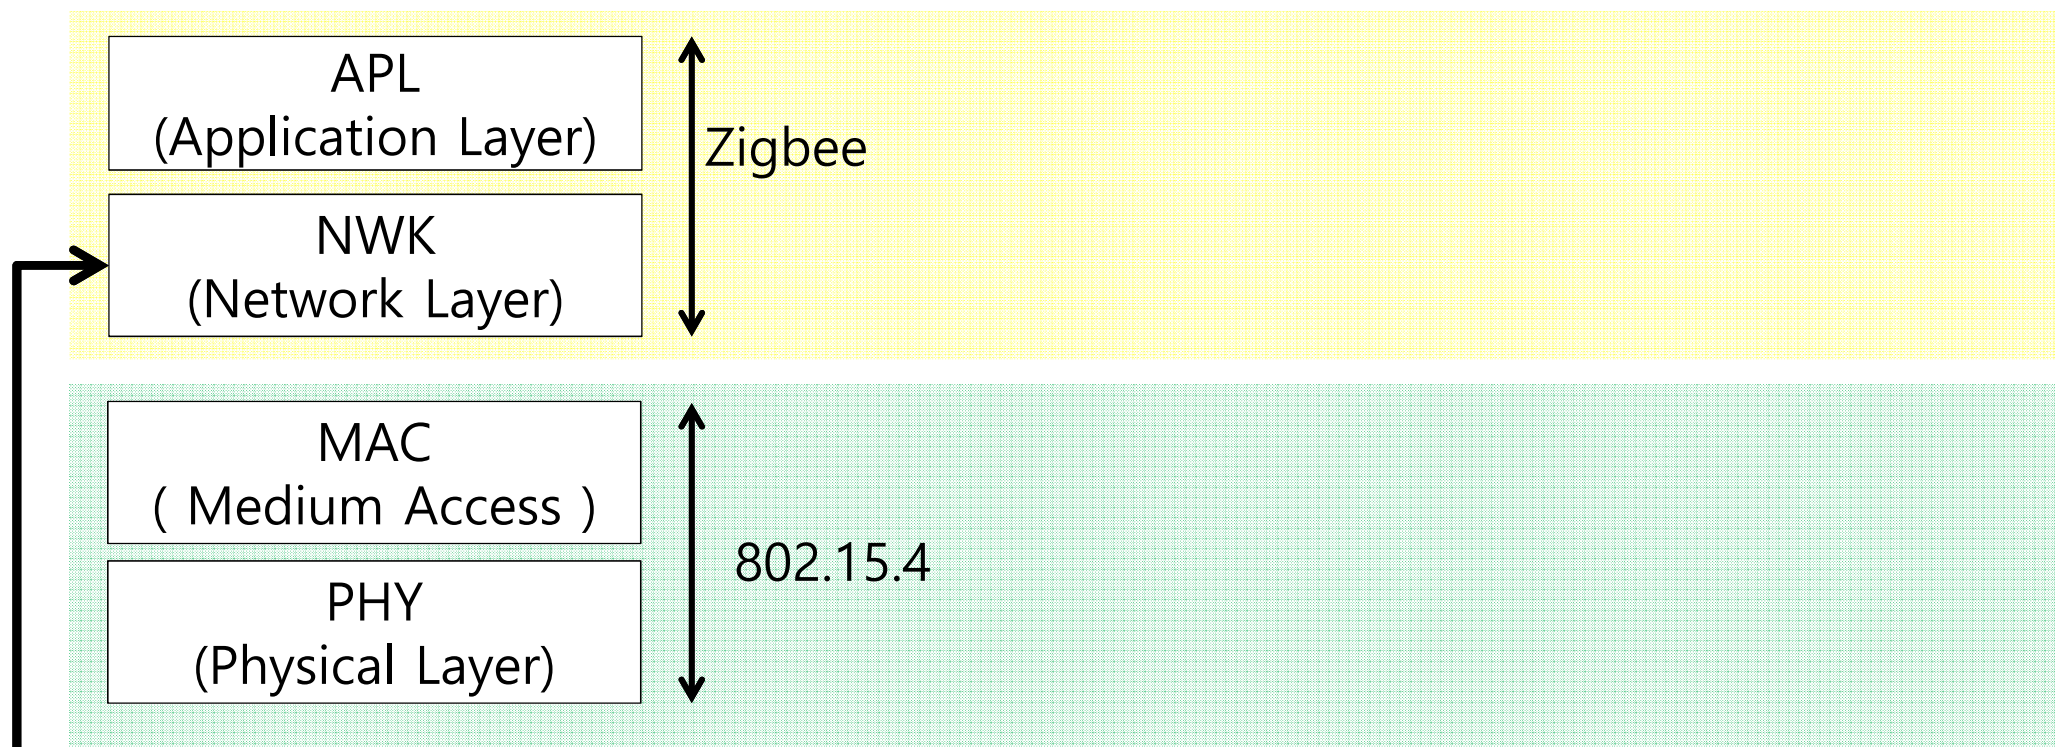 APL
(Application Layer)
Zigbee
NWK
(Network Layer)
MAC
( Medium Access )
802.15.4
PHY
(Physical Layer)